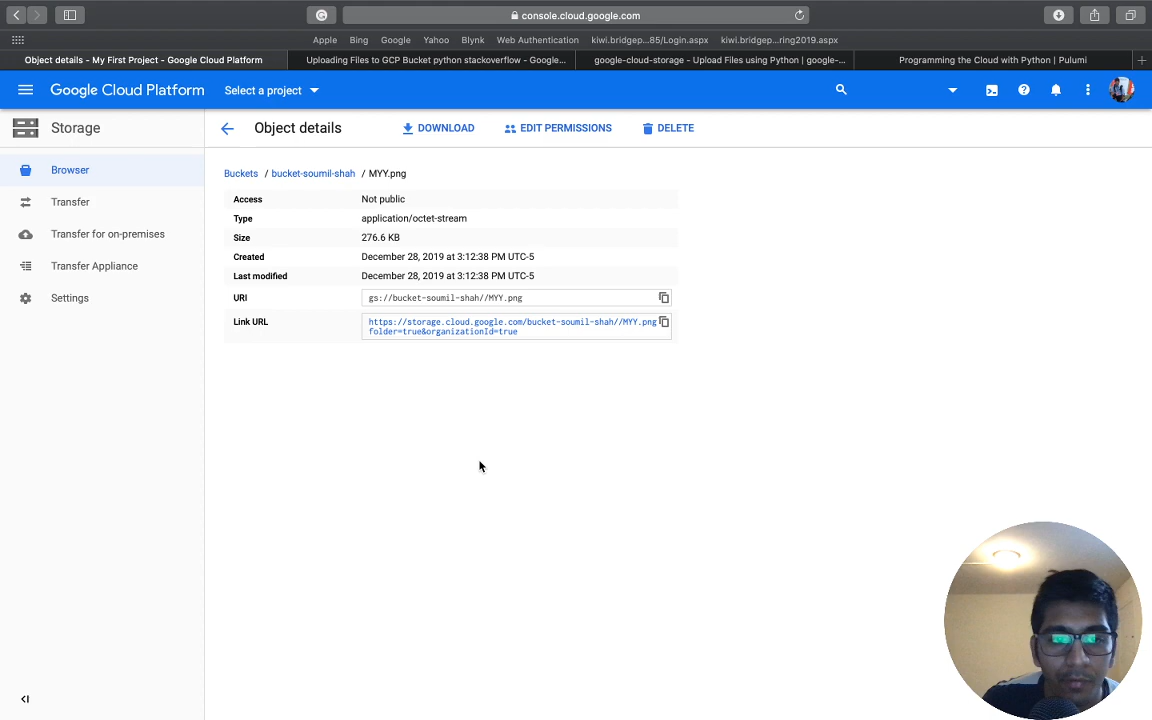 console.cloud.google.com
Apple Bing Google Yahoo Blynk Web Authentication kiwi.bridgep...85/Login.aspx kiwi.bridgep...ring2019.aspx
Object details - My First Project - Google Cloud Platform Uploading Files to GCP Bucket python stackoverflow - Google... google-cloud-storage - Upload Files using Python | google-... Programming the Cloud with Python | Pulumi
Google Cloud Platform Select a project
Storage Object details DOWNLOAD EDIT PERMISSIONS DELETE
Browser
Transfer
Transfer for on-premises
Transfer Appliance
Settings
Buckets / bucket-soumil-shah / MYY.png
Access Not public
Type application/octet-stream
Size 276.6 KB
Created December 28, 2019 at 3:12:38 PM UTC-5
Last modified December 28, 2019 at 3:12:38 PM UTC-5
URI gs://bucket-soumil-shah//MYY.png
Link URL https://storage.cloud.google.com/bucket-soumil-shah//MYY.png
folder=true&organizationId=true